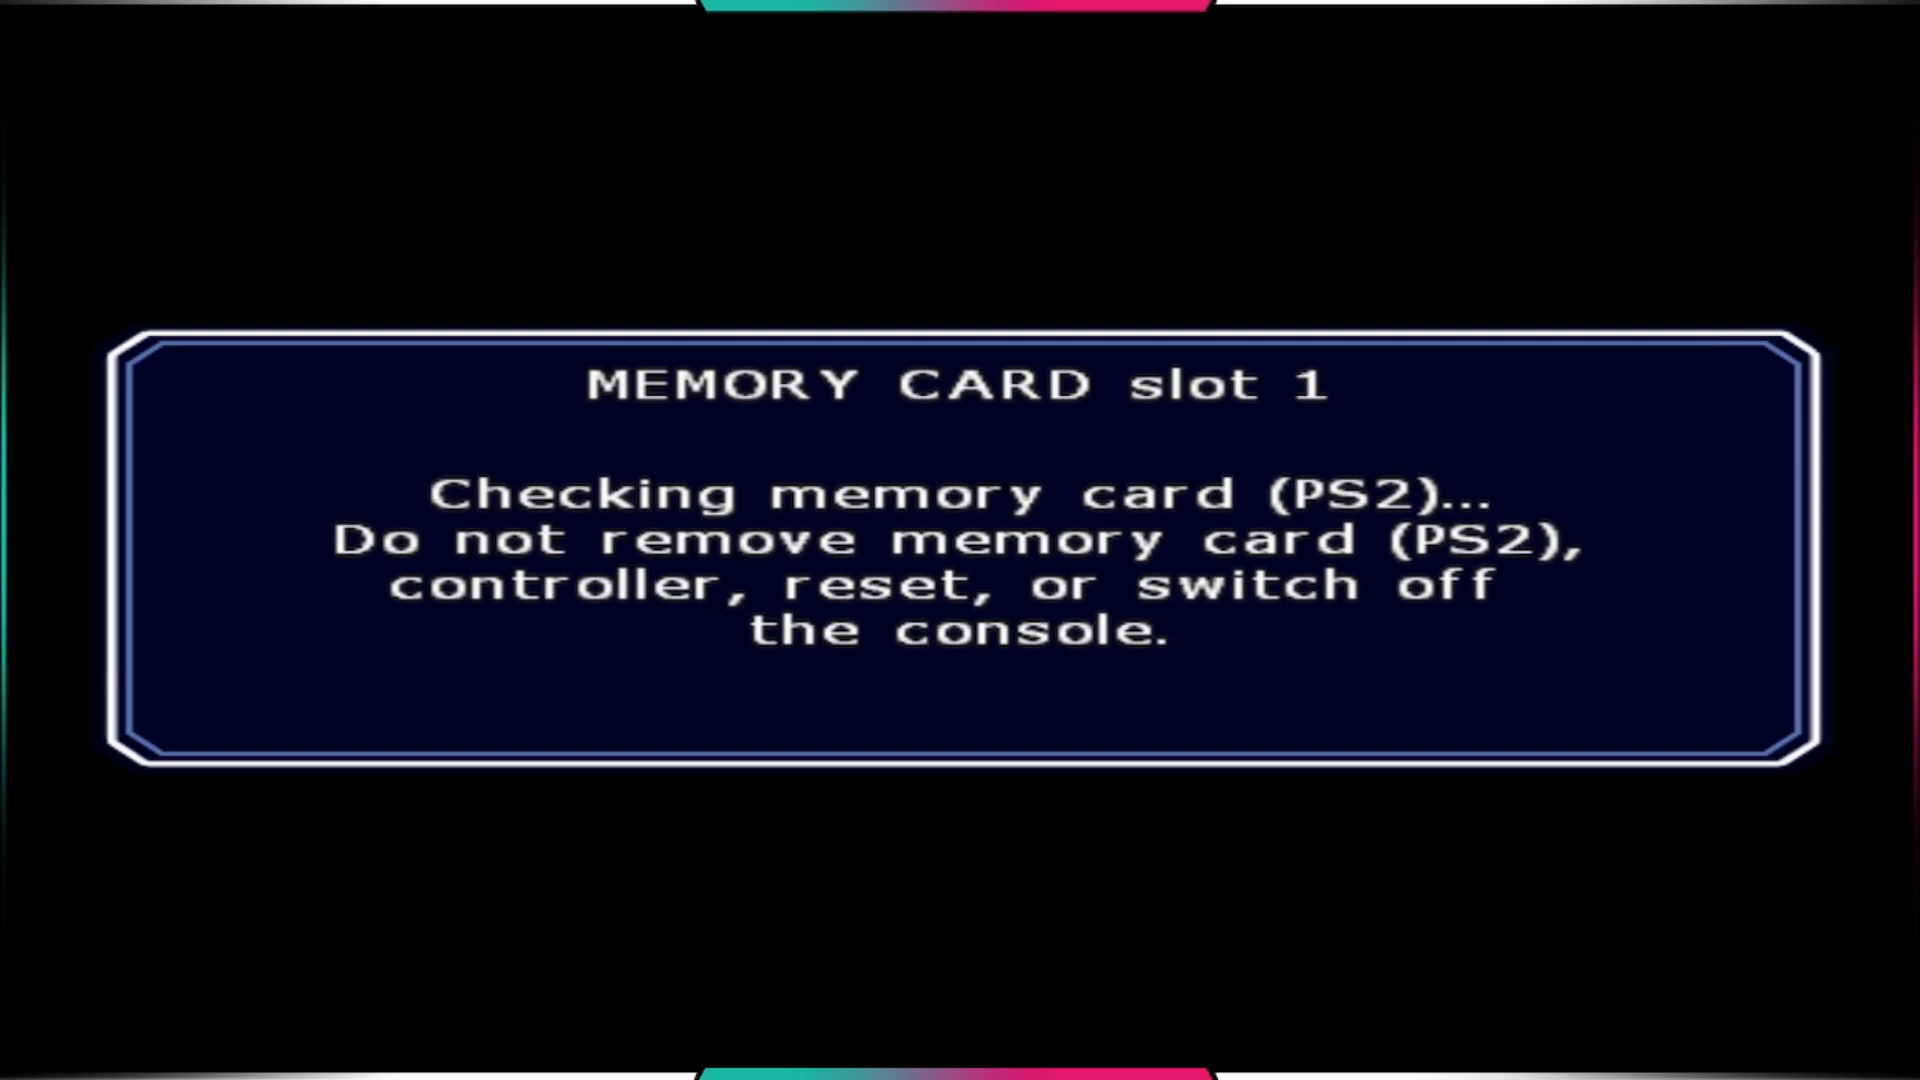 MEMORY CARD slot 1
Checking memory card (PS2)...
Do not remove memory card (PS2),
controller, reset, or switch off
the console.